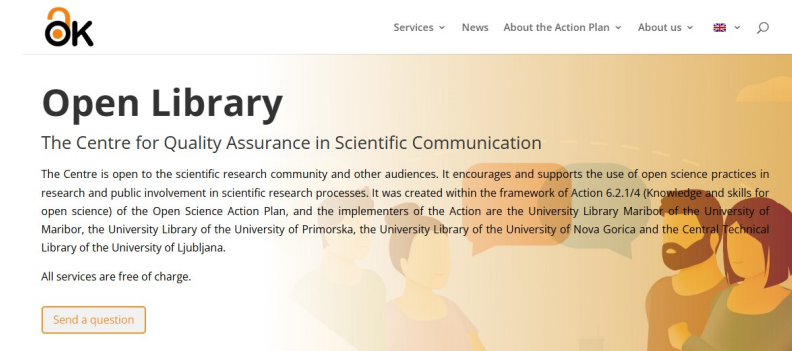 OK
Services
News
About the Action Plan
About us
Open Library
The Centre for Quality Assurance in Scientific Communication
The Centre is open to the scientific research community and other audiences. It encourages and supports the use of open science practices in
research and public involvement in scientific research processes. It was created within the framework of Action 6.2.1/4 (Knowledge and skills for
open science) of the Open Science Action Plan, and the implementers of the Action are the University Library Maribor of the University of
Maribor, the University Library of the University of Primorska, the University Library of the University of Nova Gorica and the Central Technical
Library of the University of Ljubljana.
All services are free of charge.
Send a question